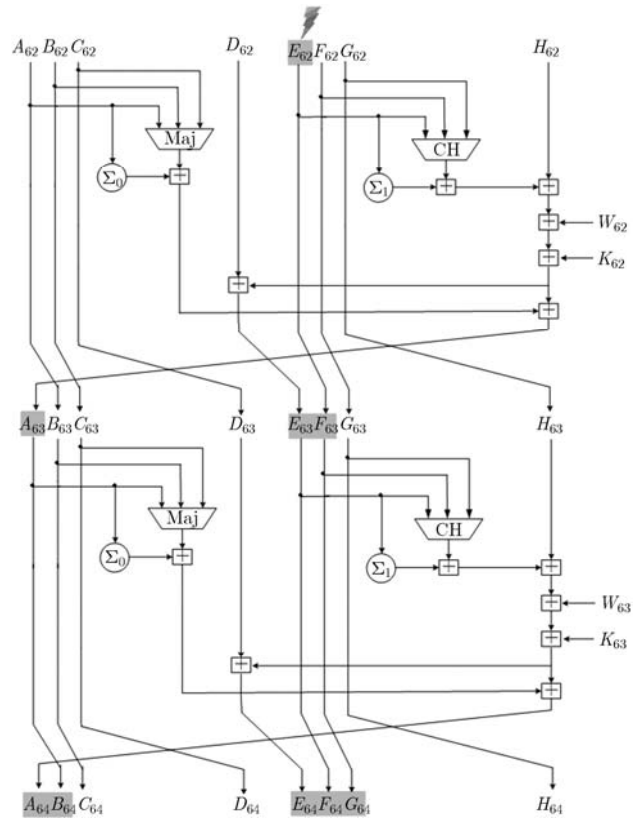 A₆₂ B₆₂ C₆₂ D₆₂ E₆₂ F₆₂ G₆₂ H₆₂
Maj
CH
Σ₀ + Σ₁ + +
+ W₆₂
+ K₆₂
+
+
A₆₃ B₆₃ C₆₃ D₆₃ E₆₃ F₆₃ G₆₃ H₆₃
Maj
CH
Σ₀ + Σ₁ + +
+ W₆₃
+ K₆₃
+
+
A₆₄ B₆₄ C₆₄ D₆₄ E₆₄ F₆₄ G₆₄ H₆₄